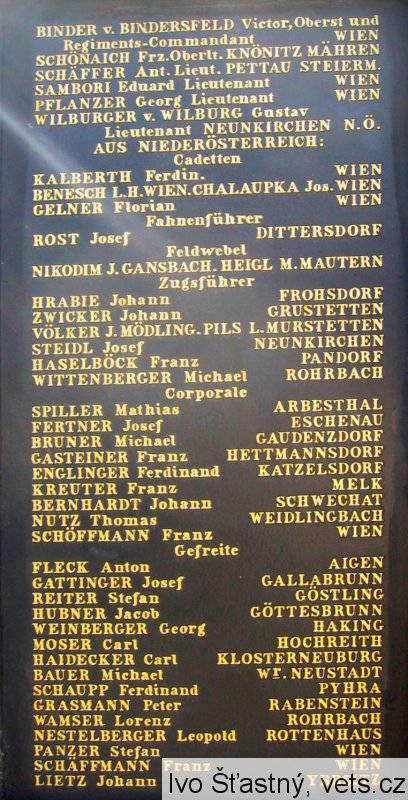 BINDER v. BINDERSFELD Victor, Oberst und
Regiments-Commandant WIEN
SCHÖNAICH Frz. Oberlt. KNÖNITZ MÄHREN
SCHÄFFER Ant. Lieut. PETTAU STEIERM.
SAMBORI Eduard Lieutenant WIEN
PFLANZER Georg Lieutenant WIEN
WILBURGER v. WILBURG Gustav
Lieutenant NEUNKIRCHEN N.Ö.
AUS NIEDERÖSTERREICH:
Cadetten
KALBERTH Ferdin. WIEN
BENESCH L.H. WIEN. CHALAUPKA Jos. WIEN
GELNER Florian WIEN
Fahnenführer
ROST Josef DITTERSDORF
Feldwebel
NIKODIM J. GANSBACH. HEIGL M. MAUTERN
Zugsführer
HRABIE Johann FROHSDORF
ZWICKER Johann GRUSTETTEN
VÖLKER J. MÖDLING. PILS L. MURSTETTEN
STEIDL Josef NEUNKIRCHEN
HASELBÖCK Franz PANDORF
WITTENBERGER Michael ROHRBACH
Corporale
SPILLER Mathias ARBESTHAL
FERTNER Josef ESCHENAU
BRUNER Michael GAUDENZDORF
GASTEINER Franz HETTMANNSDORF
ENGLINGER Ferdinand KATZELSDORF
KREUTER Franz MELK
BERNHARDT Johann SCHWECHAT
NUTZ Thomas WEIDLINGBACH
SCHÖFFMANN Franz WIEN
Gefreite
FLECK Anton AIGEN
GATTINGER Josef GALLABRUNN
REITER Stefan GÖSTLING
HUBNER Jacob GÖTTESBRUNN
WEINBERGER Georg HAKING
MOSER Carl HOCHREITH
HAIDECKER Carl KLOSTERNEUBURG
BAUER Michael Wr. NEUSTADT
SCHAUPP Ferdinand PYHRA
GRASMANN Peter RABENSTEIN
WAMSER Lorenz ROHRBACH
NESTELBERGER Leopold ROTTENHAUS
PANZER Stefan WIEN
SCHÄFFMANN Franz WIEN
LIETZ Johann
Ivo Šťastný, vets.cz